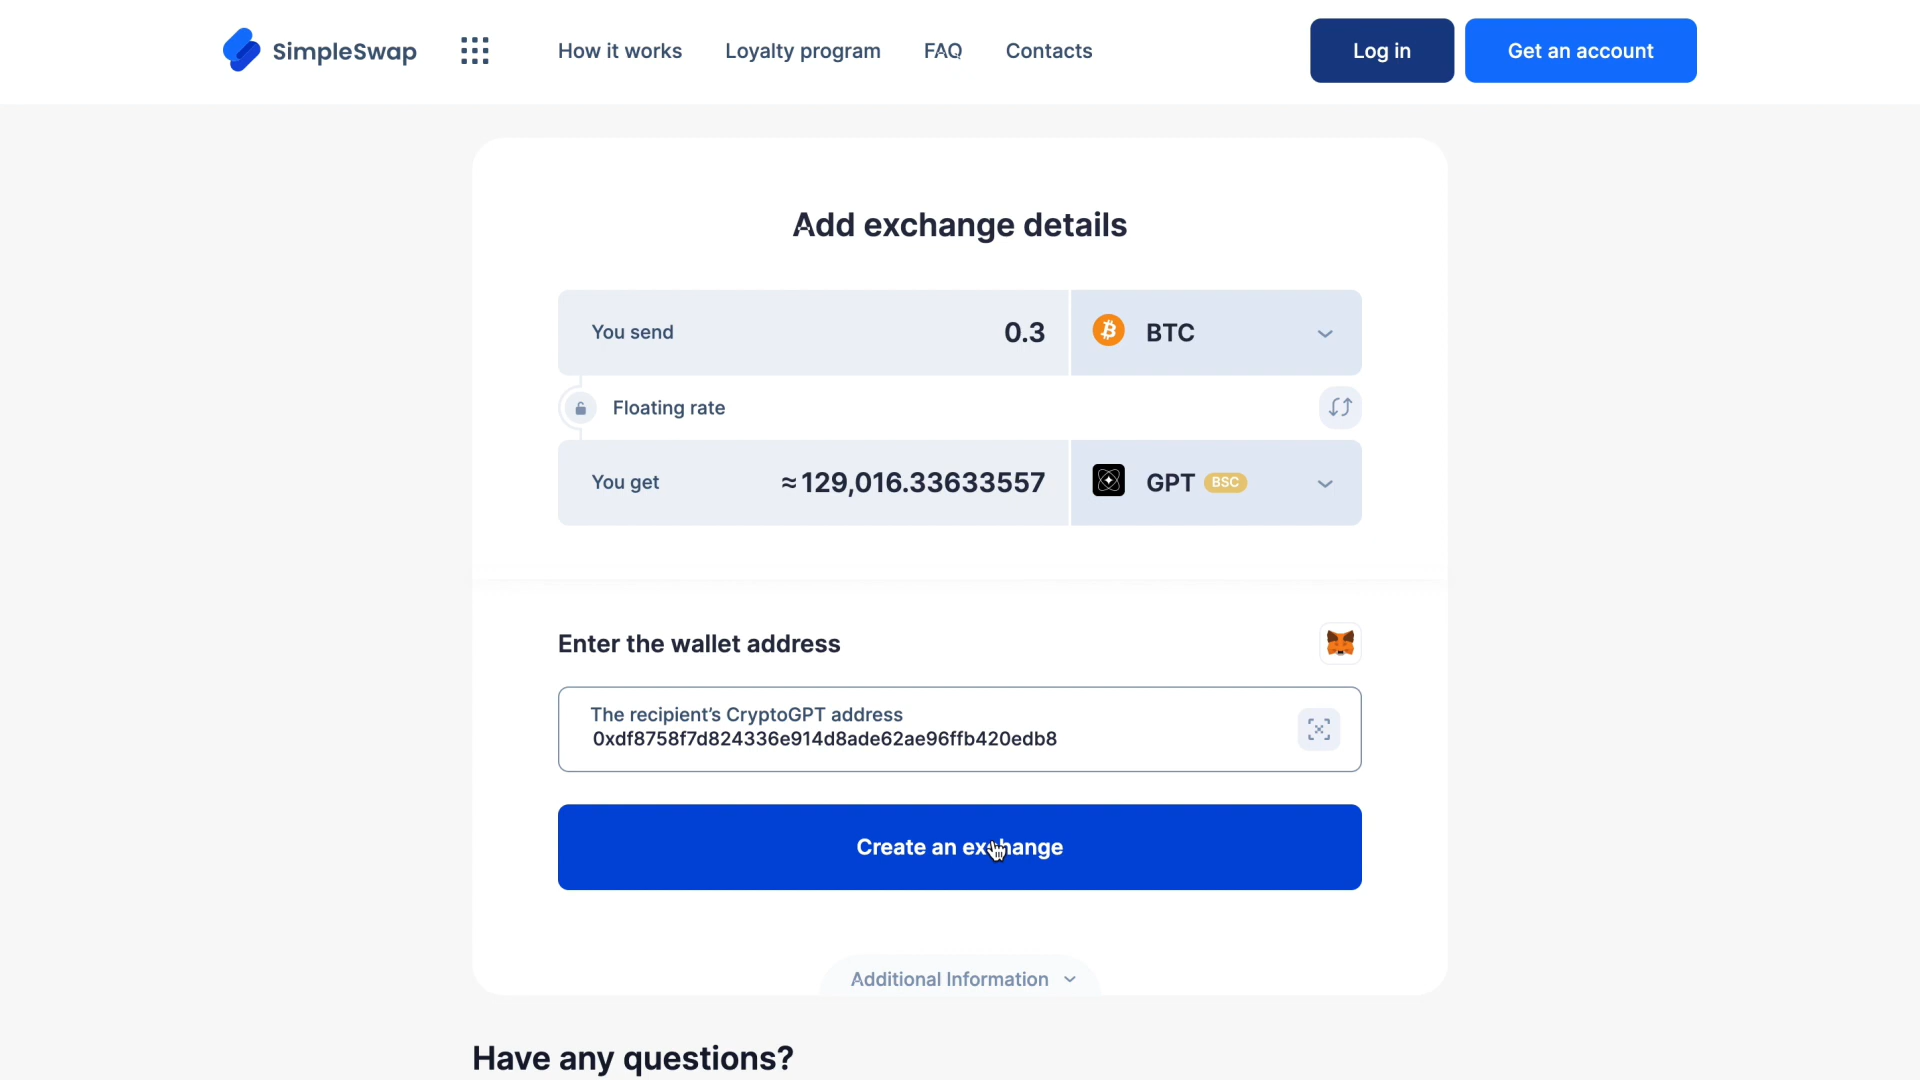 SimpleSwap
How it works
Loyalty program
FAQ
Contacts
Log in
Get an account
Add exchange details
You send 0.3 BTC
Floating rate
You get ≈129,016.33633557 GPT BSC
Enter the wallet address
The recipient's CryptoGPT address
0xdf8758f7d824336e914d8ade62ae96ffb420edb8
Create an exchange
Additional Information
Have any questions?